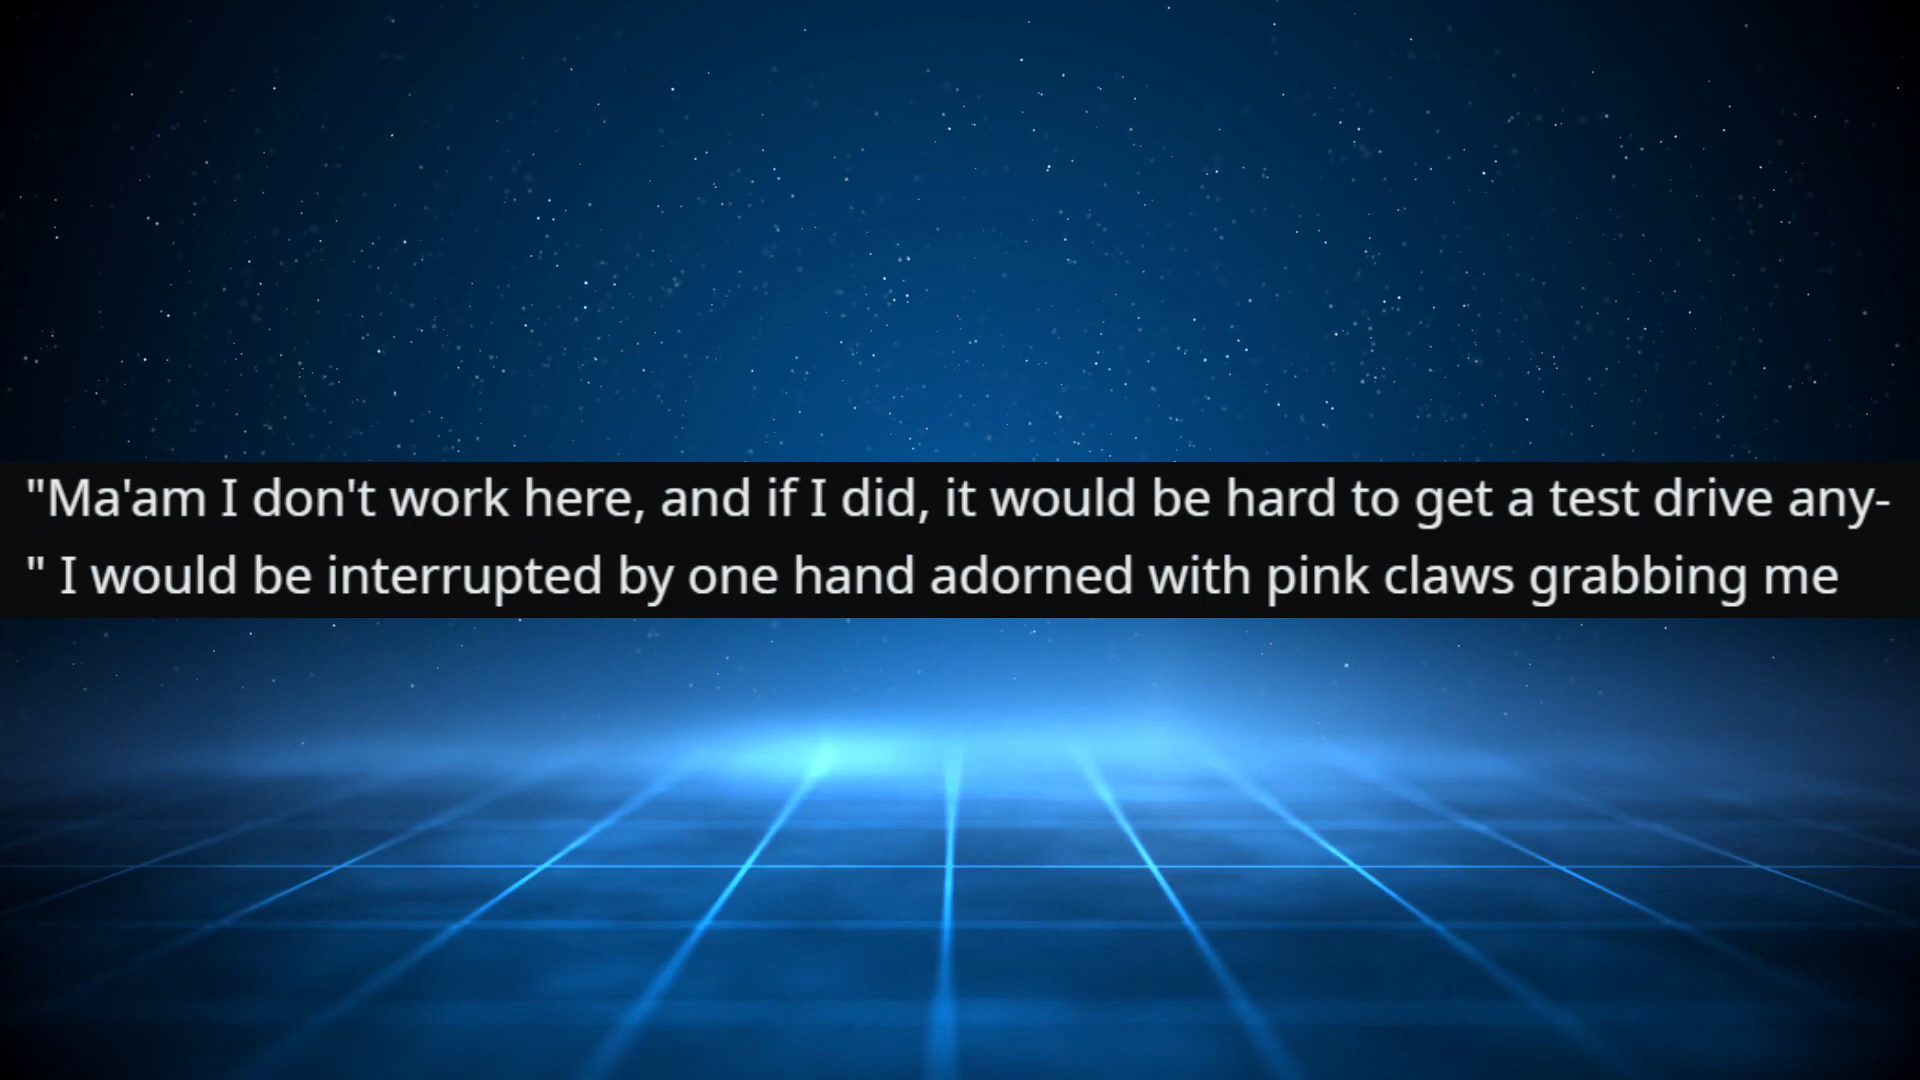 "Ma'am I don't work here, and if I did, it would be hard to get a test drive any-
" I would be interrupted by one hand adorned with pink claws grabbing me